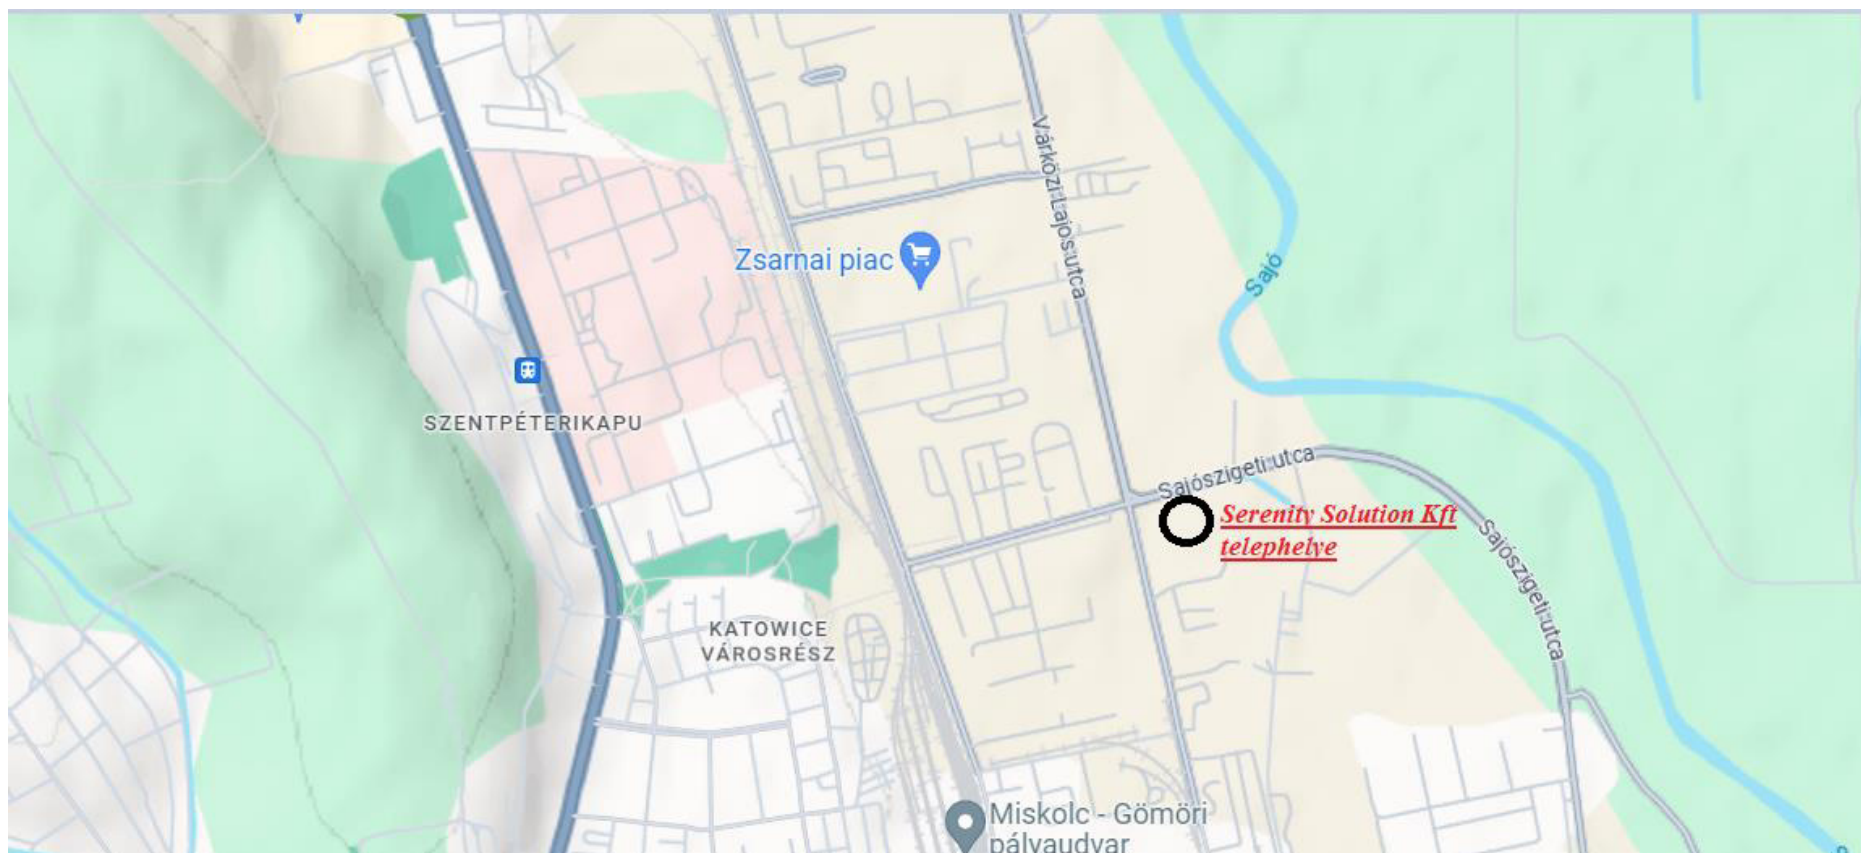 Várközi Lajos utca
Zsarnai piac
Sajó
SZENTPÉTERIKAPU
Sajószigeti utca
Serenity Solution Kft
telephelye
Sajószigeti utca
KATOWICE
VÁROSRÉSZ
Miskolc - Gömöri
pályaudvar